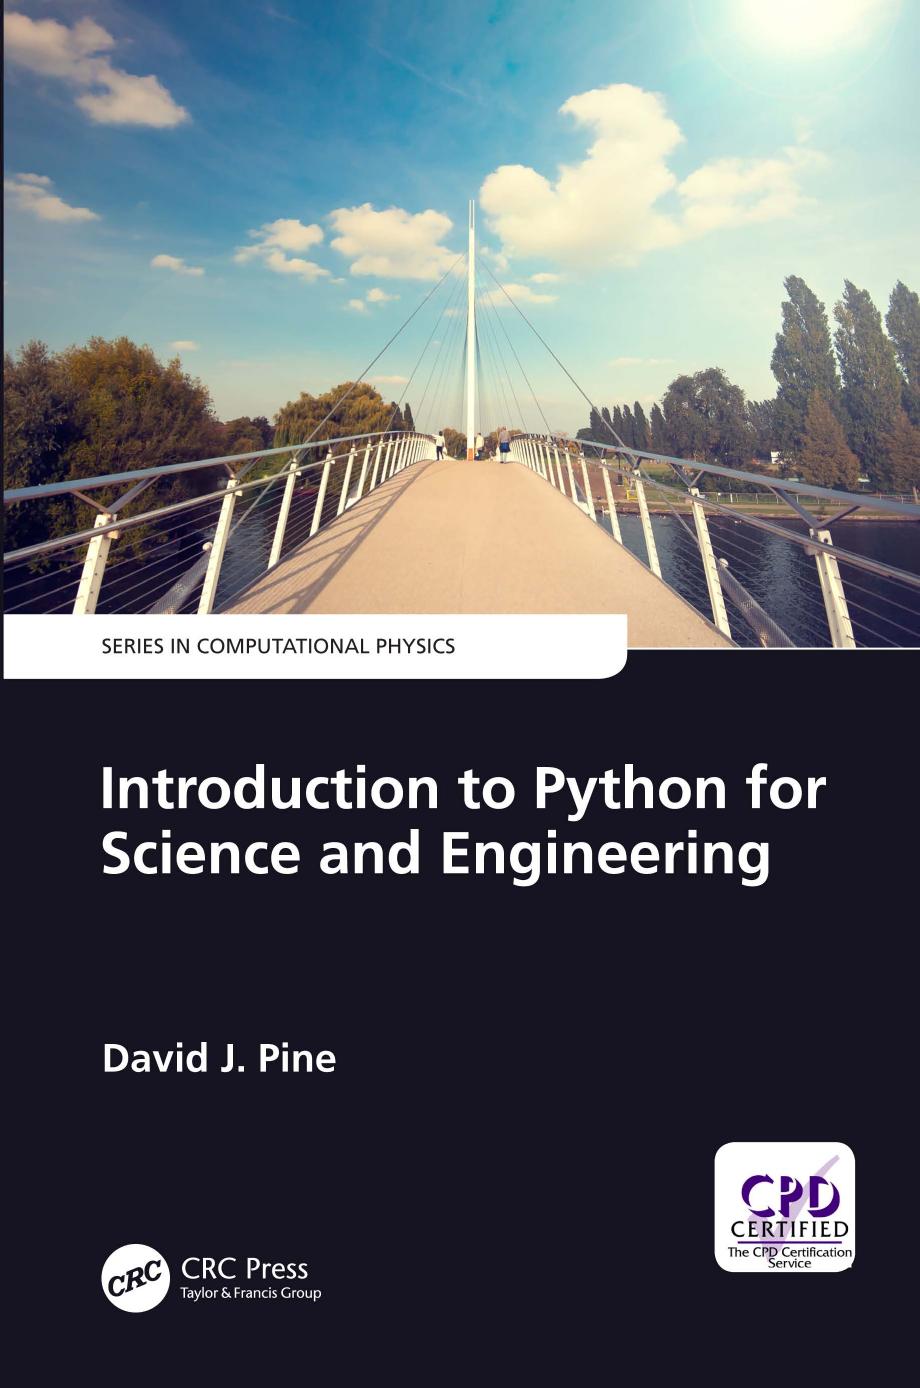 SERIES IN COMPUTATIONAL PHYSICS
Introduction to Python for
Science and Engineering
David J. Pine
CPD
CERTIFIED
The CPD Certification
Service
CRC
CRC Press
Taylor & Francis Group